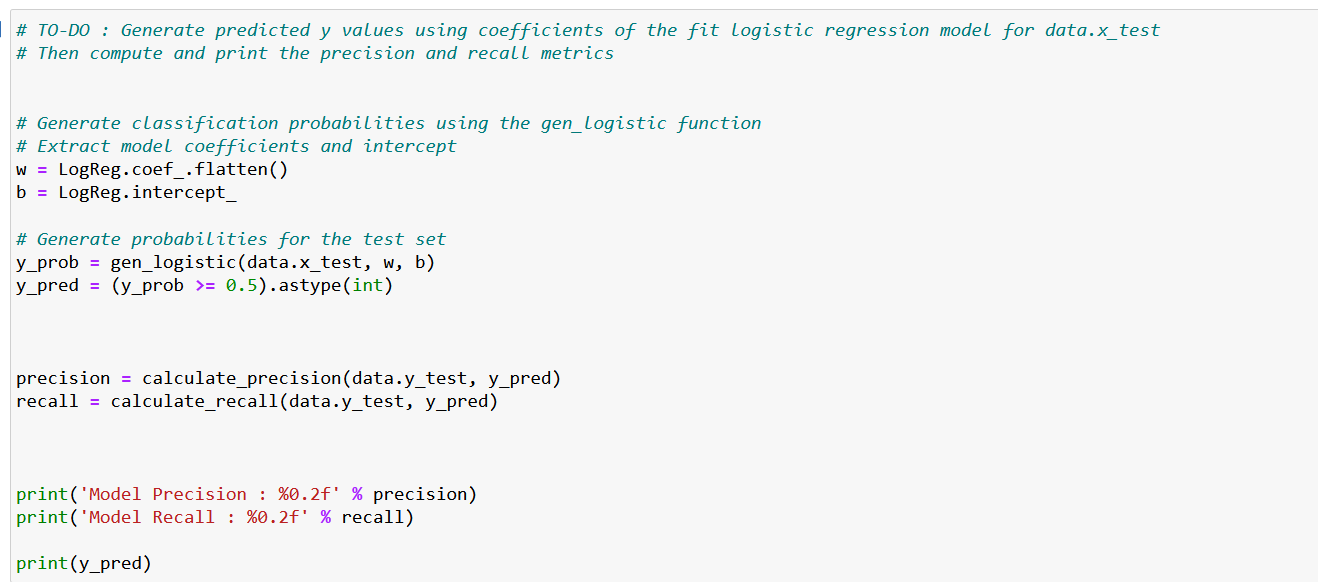 # TO-DO : Generate predicted y values using coefficients of the fit logistic regression model for data.x_test
# Then compute and print the precision and recall metrics
# Generate classification probabilities using the gen_logistic function
# Extract model coefficients and intercept
w = LogReg.coef_.flatten()
b = LogReg.intercept_
# Generate probabilities for the test set
y_prob = gen_logistic(data.x_test, w, b)
y_pred = (y_prob >= 0.5).astype(int)
precision = calculate_precision(data.y_test, y_pred)
recall = calculate_recall(data.y_test, y_pred)
print('Model Precision : %0.2f' % precision)
print('Model Recall : %0.2f' % recall)
print(y_pred)